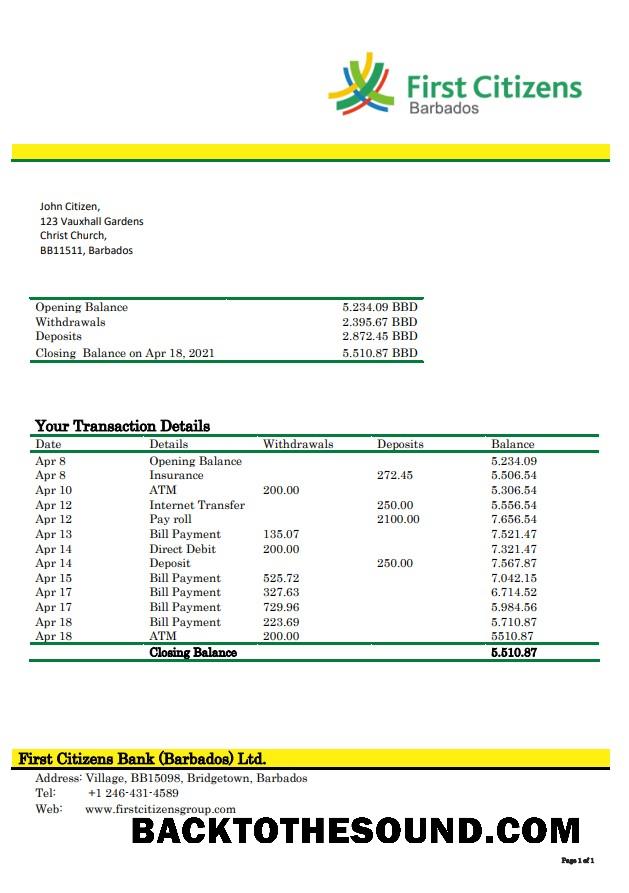 First Citizens
Barbados
John Citizen,
123 Vauxhall Gardens
Christ Church,
BB11511, Barbados
Opening Balance 5.234.09 BBD
Withdrawals 2.395.67 BBD
Deposits 2.872.45 BBD
Closing Balance on Apr 18, 2021 5.510.87 BBD
Your Transaction Details
Date Details Withdrawals Deposits Balance
Apr 8 Opening Balance 5.234.09
Apr 8 Insurance 272.45 5.506.54
Apr 10 ATM 200.00 5.306.54
Apr 12 Internet Transfer 250.00 5.556.54
Apr 12 Pay roll 2100.00 7.656.54
Apr 13 Bill Payment 135.07 7.521.47
Apr 14 Direct Debit 200.00 7.321.47
Apr 14 Deposit 250.00 7.567.87
Apr 15 Bill Payment 525.72 7.042.15
Apr 17 Bill Payment 327.63 6.714.52
Apr 17 Bill Payment 729.96 5.984.56
Apr 18 Bill Payment 223.69 5.710.87
Apr 18 ATM 200.00 5510.87
Closing Balance 5.510.87
First Citizens Bank (Barbados) Ltd.
Address: Village, BB15098, Bridgetown, Barbados
Tel: +1 246-431-4589
Web: www.firstcitizensgroup.com
BACKTOTHESOUND.COM
Page 1 of 1